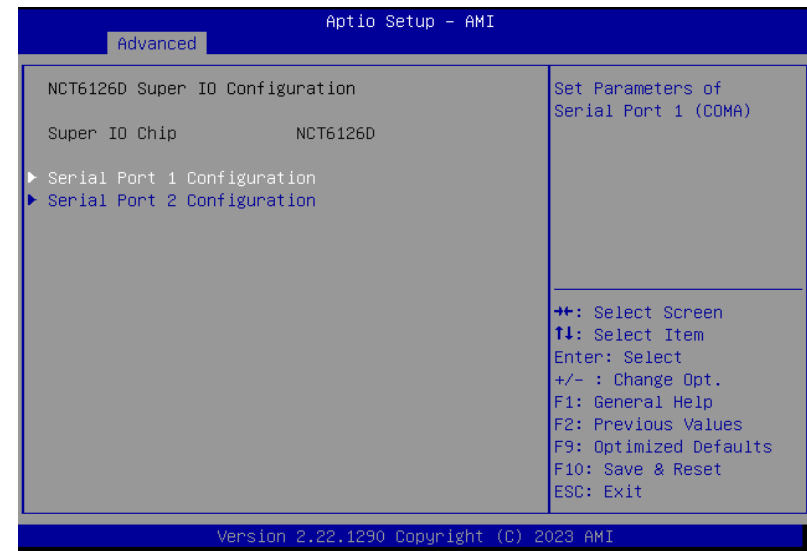 Aptio Setup – AMI
Advanced
NCT6126D Super IO Configuration
Super IO Chip NCT6126D
Serial Port 1 Configuration
Serial Port 2 Configuration
Set Parameters of
Serial Port 1 (COMA)
→←: Select Screen
↑↓: Select Item
Enter: Select
+/- : Change Opt.
F1: General Help
F2: Previous Values
F9: Optimized Defaults
F10: Save & Reset
ESC: Exit
Version 2.22.1290 Copyright (C) 2023 AMI